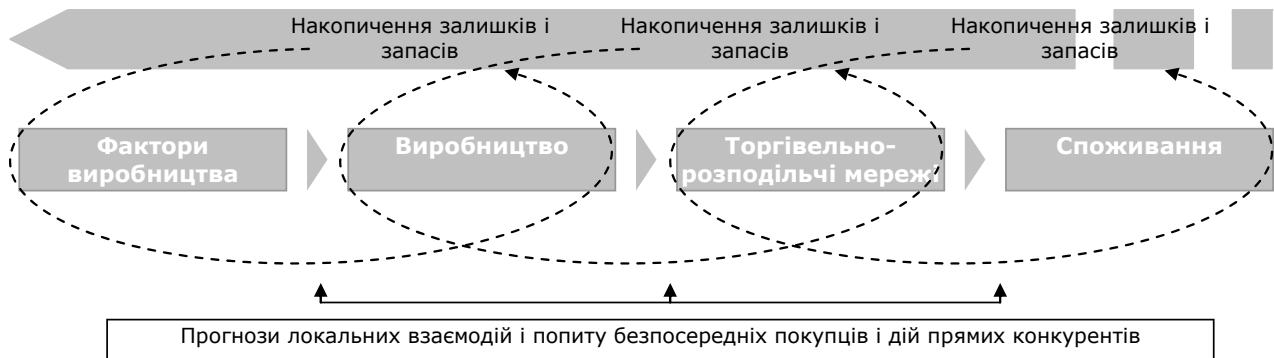 Накопичення залишків і
запасів
Накопичення залишків і
запасів
Накопичення залишків і
запасів
Фактори
виробництва
Виробництво
Торгівельно-
розподільчі мережі
Споживання
Прогнози локальних взаємодій і попиту безпосередніх покупців і дій прямих конкурентів